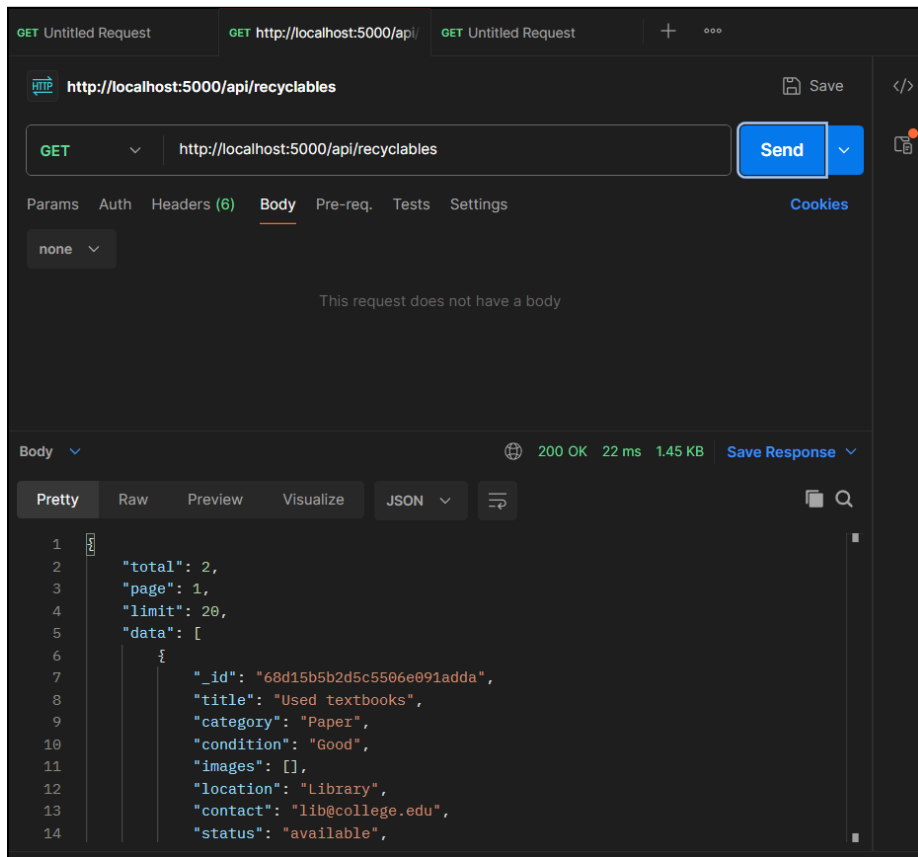 GET Untitled Request GET http://localhost:5000/api/ GET Untitled Request
HTTP http://localhost:5000/api/recyclables Save
GET http://localhost:5000/api/recyclables Send
Params Auth Headers (6) Body Pre-req. Tests Settings Cookies
none
This request does not have a body
Body 200 OK 22 ms 1.45 KB Save Response
Pretty Raw Preview Visualize JSON
1 {
2 "total": 2,
3 "page": 1,
4 "limit": 20,
5 "data": [
6 {
7 "_id": "68d15b5b2d5c5506e091adda",
8 "title": "Used textbooks",
9 "category": "Paper",
10 "condition": "Good",
11 "images": [],
12 "location": "Library",
13 "contact": "lib@college.edu",
14 "status": "available",